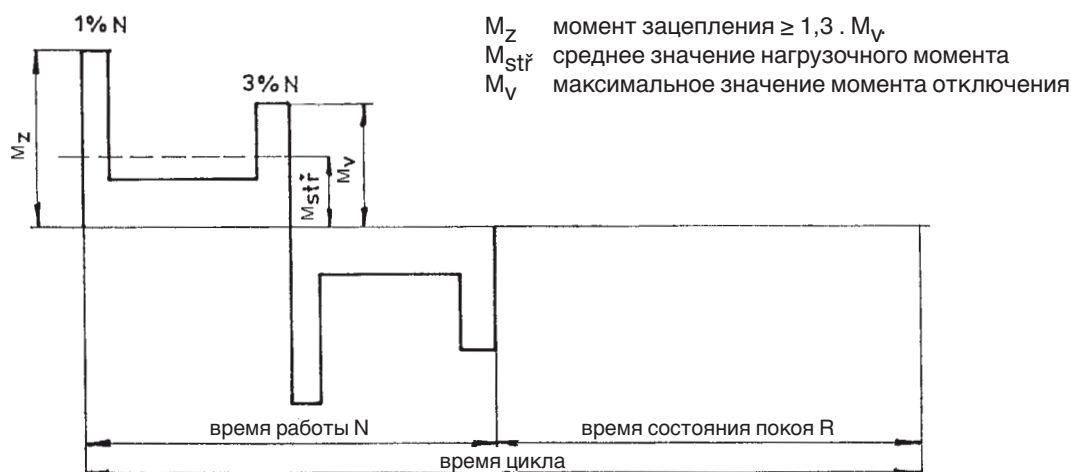 1% N
M_z момент зацепления ≥ 1,3 . M_v.
M_stř среднее значение нагрузочного момента
3% N
M_v максимальное значение момента отключения
M_z
M_stř
M_v
время работы N
время состояния покоя R
время цикла